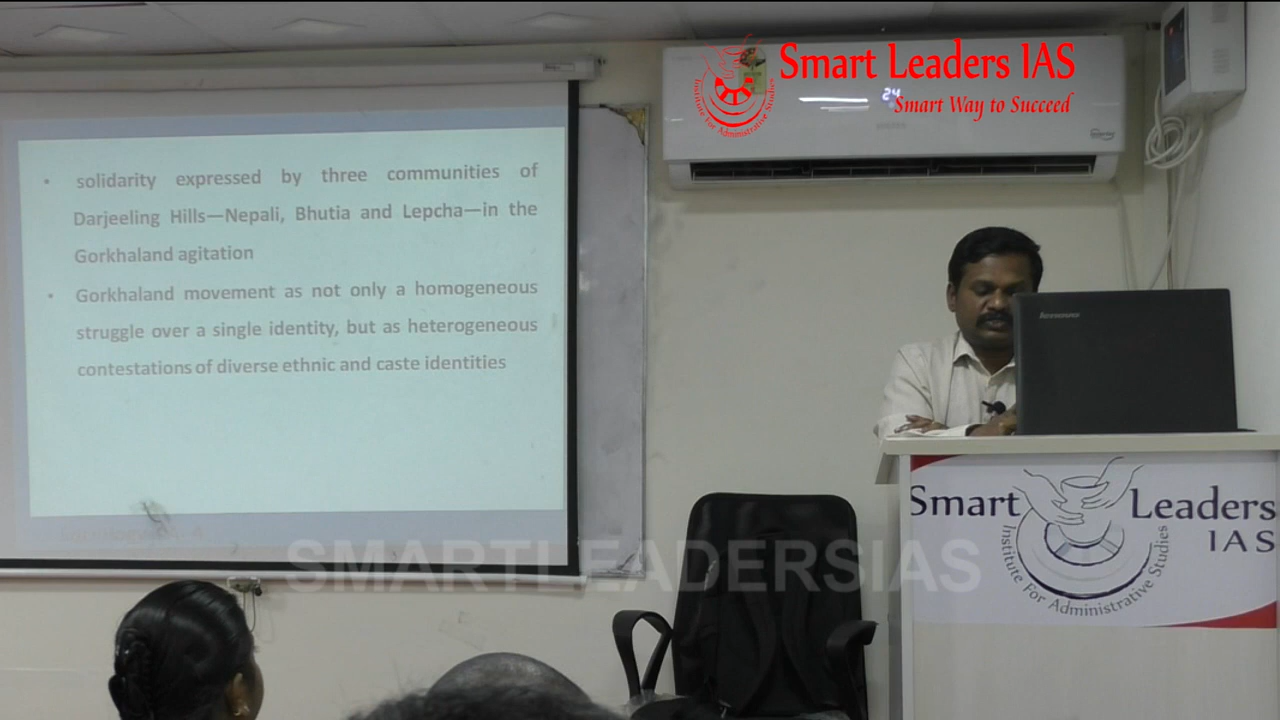 Smart Leaders IAS
Smart Way to Succeed
Institute For Administrative Studies
24
• solidarity expressed by three communities of
Darjeeling Hills—Nepali, Bhutia and Lepcha—in the
Gorkhaland agitation
• Gorkhaland movement as not only a homogeneous
struggle over a single identity, but as heterogeneous
contestations of diverse ethnic and caste identities
lenovo
Smart Leaders
IAS
Institute For Administrative Studies
SMARTLEADERSIAS